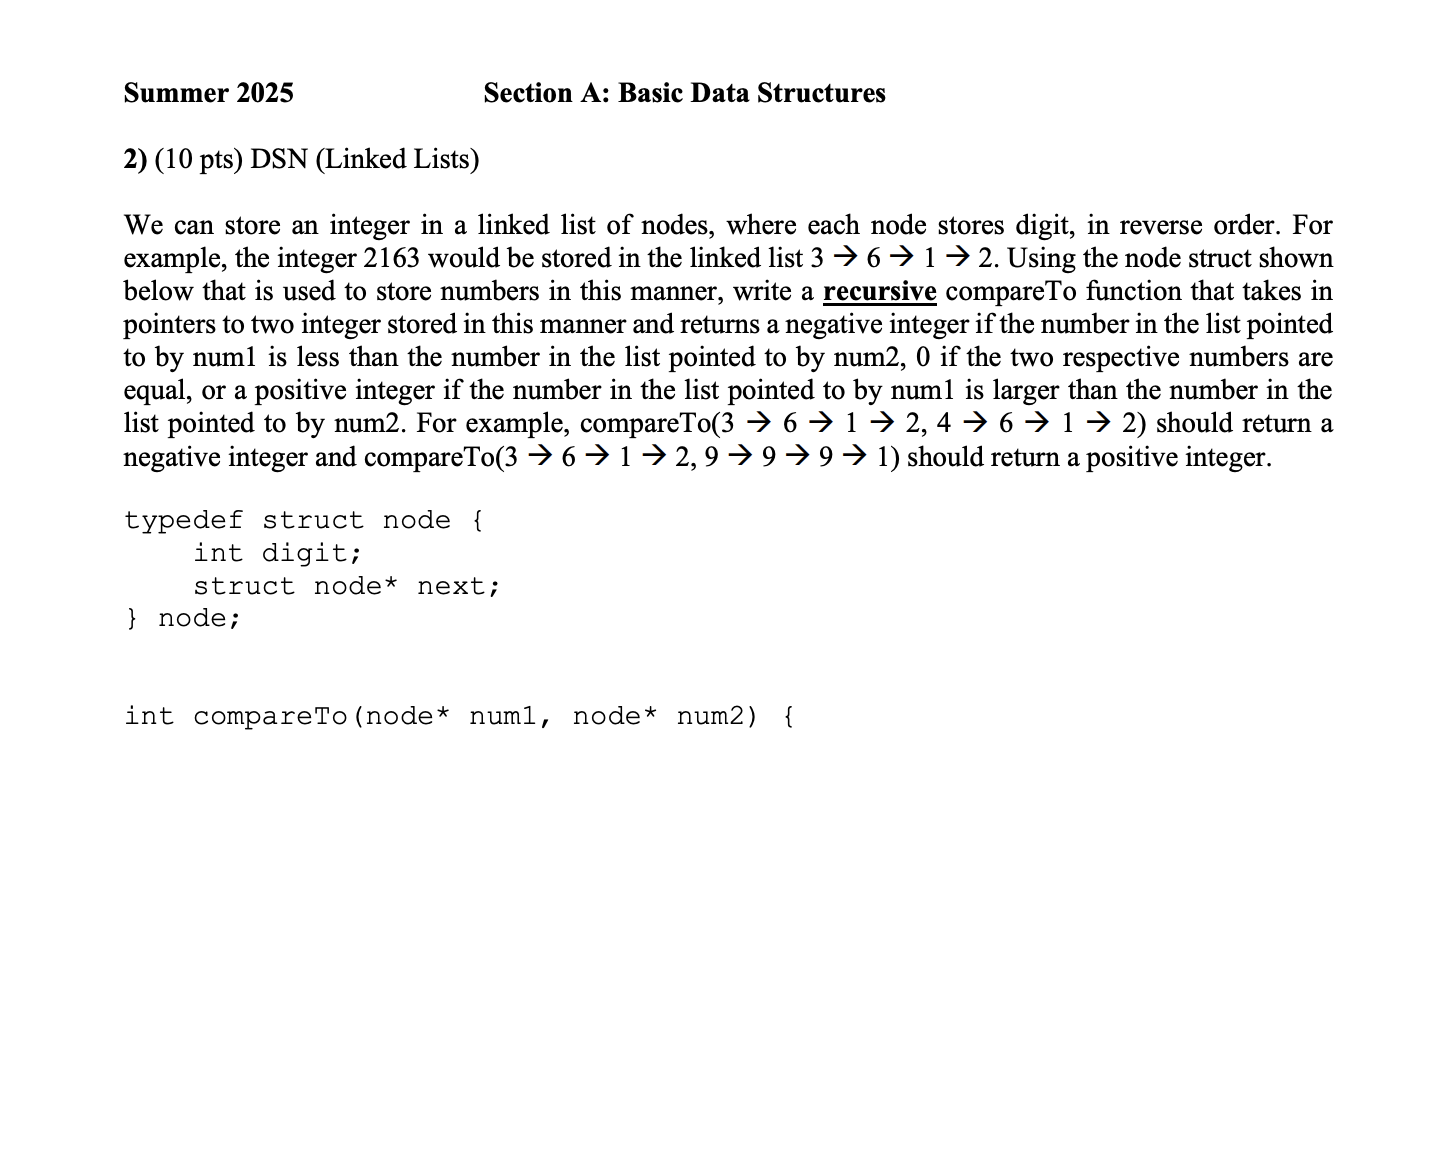 Summer 2025 Section A: Basic Data Structures
2) (10 pts) DSN (Linked Lists)
We can store an integer in a linked list of nodes, where each node stores digit, in reverse order. For
example, the integer 2163 would be stored in the linked list 3 → 6 → 1 → 2. Using the node struct shown
below that is used to store numbers in this manner, write a recursive compareTo function that takes in
pointers to two integer stored in this manner and returns a negative integer if the number in the list pointed
to by num1 is less than the number in the list pointed to by num2, 0 if the two respective numbers are
equal, or a positive integer if the number in the list pointed to by num1 is larger than the number in the
list pointed to by num2. For example, compareTo(3 → 6 → 1 → 2, 4 → 6 → 1 → 2) should return a
negative integer and compareTo(3 → 6 → 1 → 2, 9 → 9 → 9 → 1) should return a positive integer.
typedef struct node {
    int digit;
    struct node* next;
} node;
int compareTo(node* num1, node* num2) {